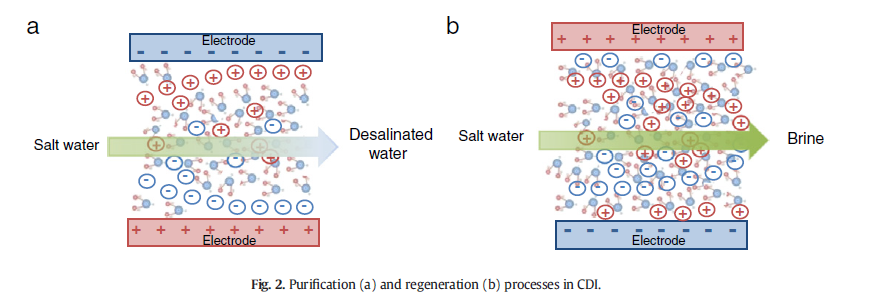 a
Electrode
- - - - - - - -
Salt water
Desalinated
water
+ + + + + + + +
Electrode
b
Electrode
+ + + + + + + +
Salt water
Brine
- - - - - - - -
Electrode
Fig. 2. Purification (a) and regeneration (b) processes in CDI.